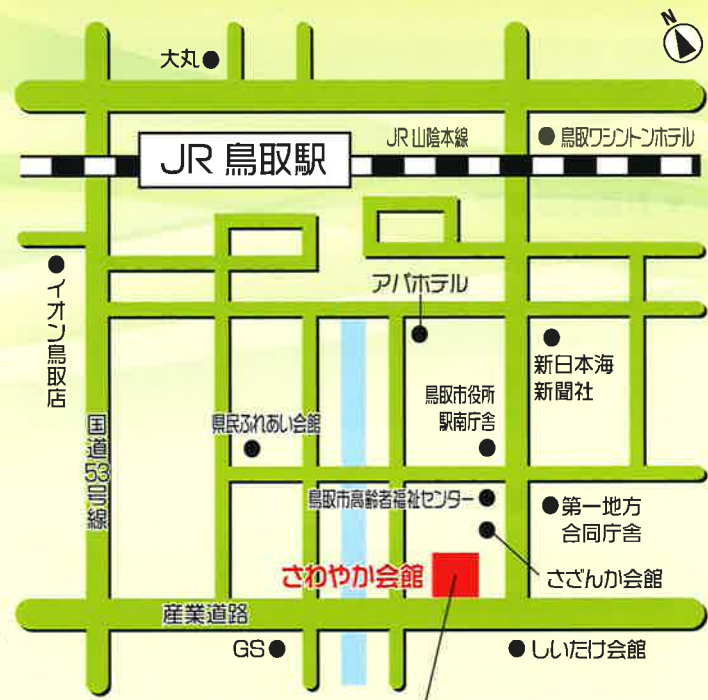 N
大丸
JR 鳥取駅
JR山陰本線
鳥取ワシントンホテル
アパホテル
イオン鳥取店
新日本海
新聞社
鳥取市役所
駅南庁舎
国道53号線
県民ふれあい会館
鳥取市高齢者福祉センター
第一地方
合同庁舎
さわやか会館
さざんか会館
産業道路
GS
しいたけ会館